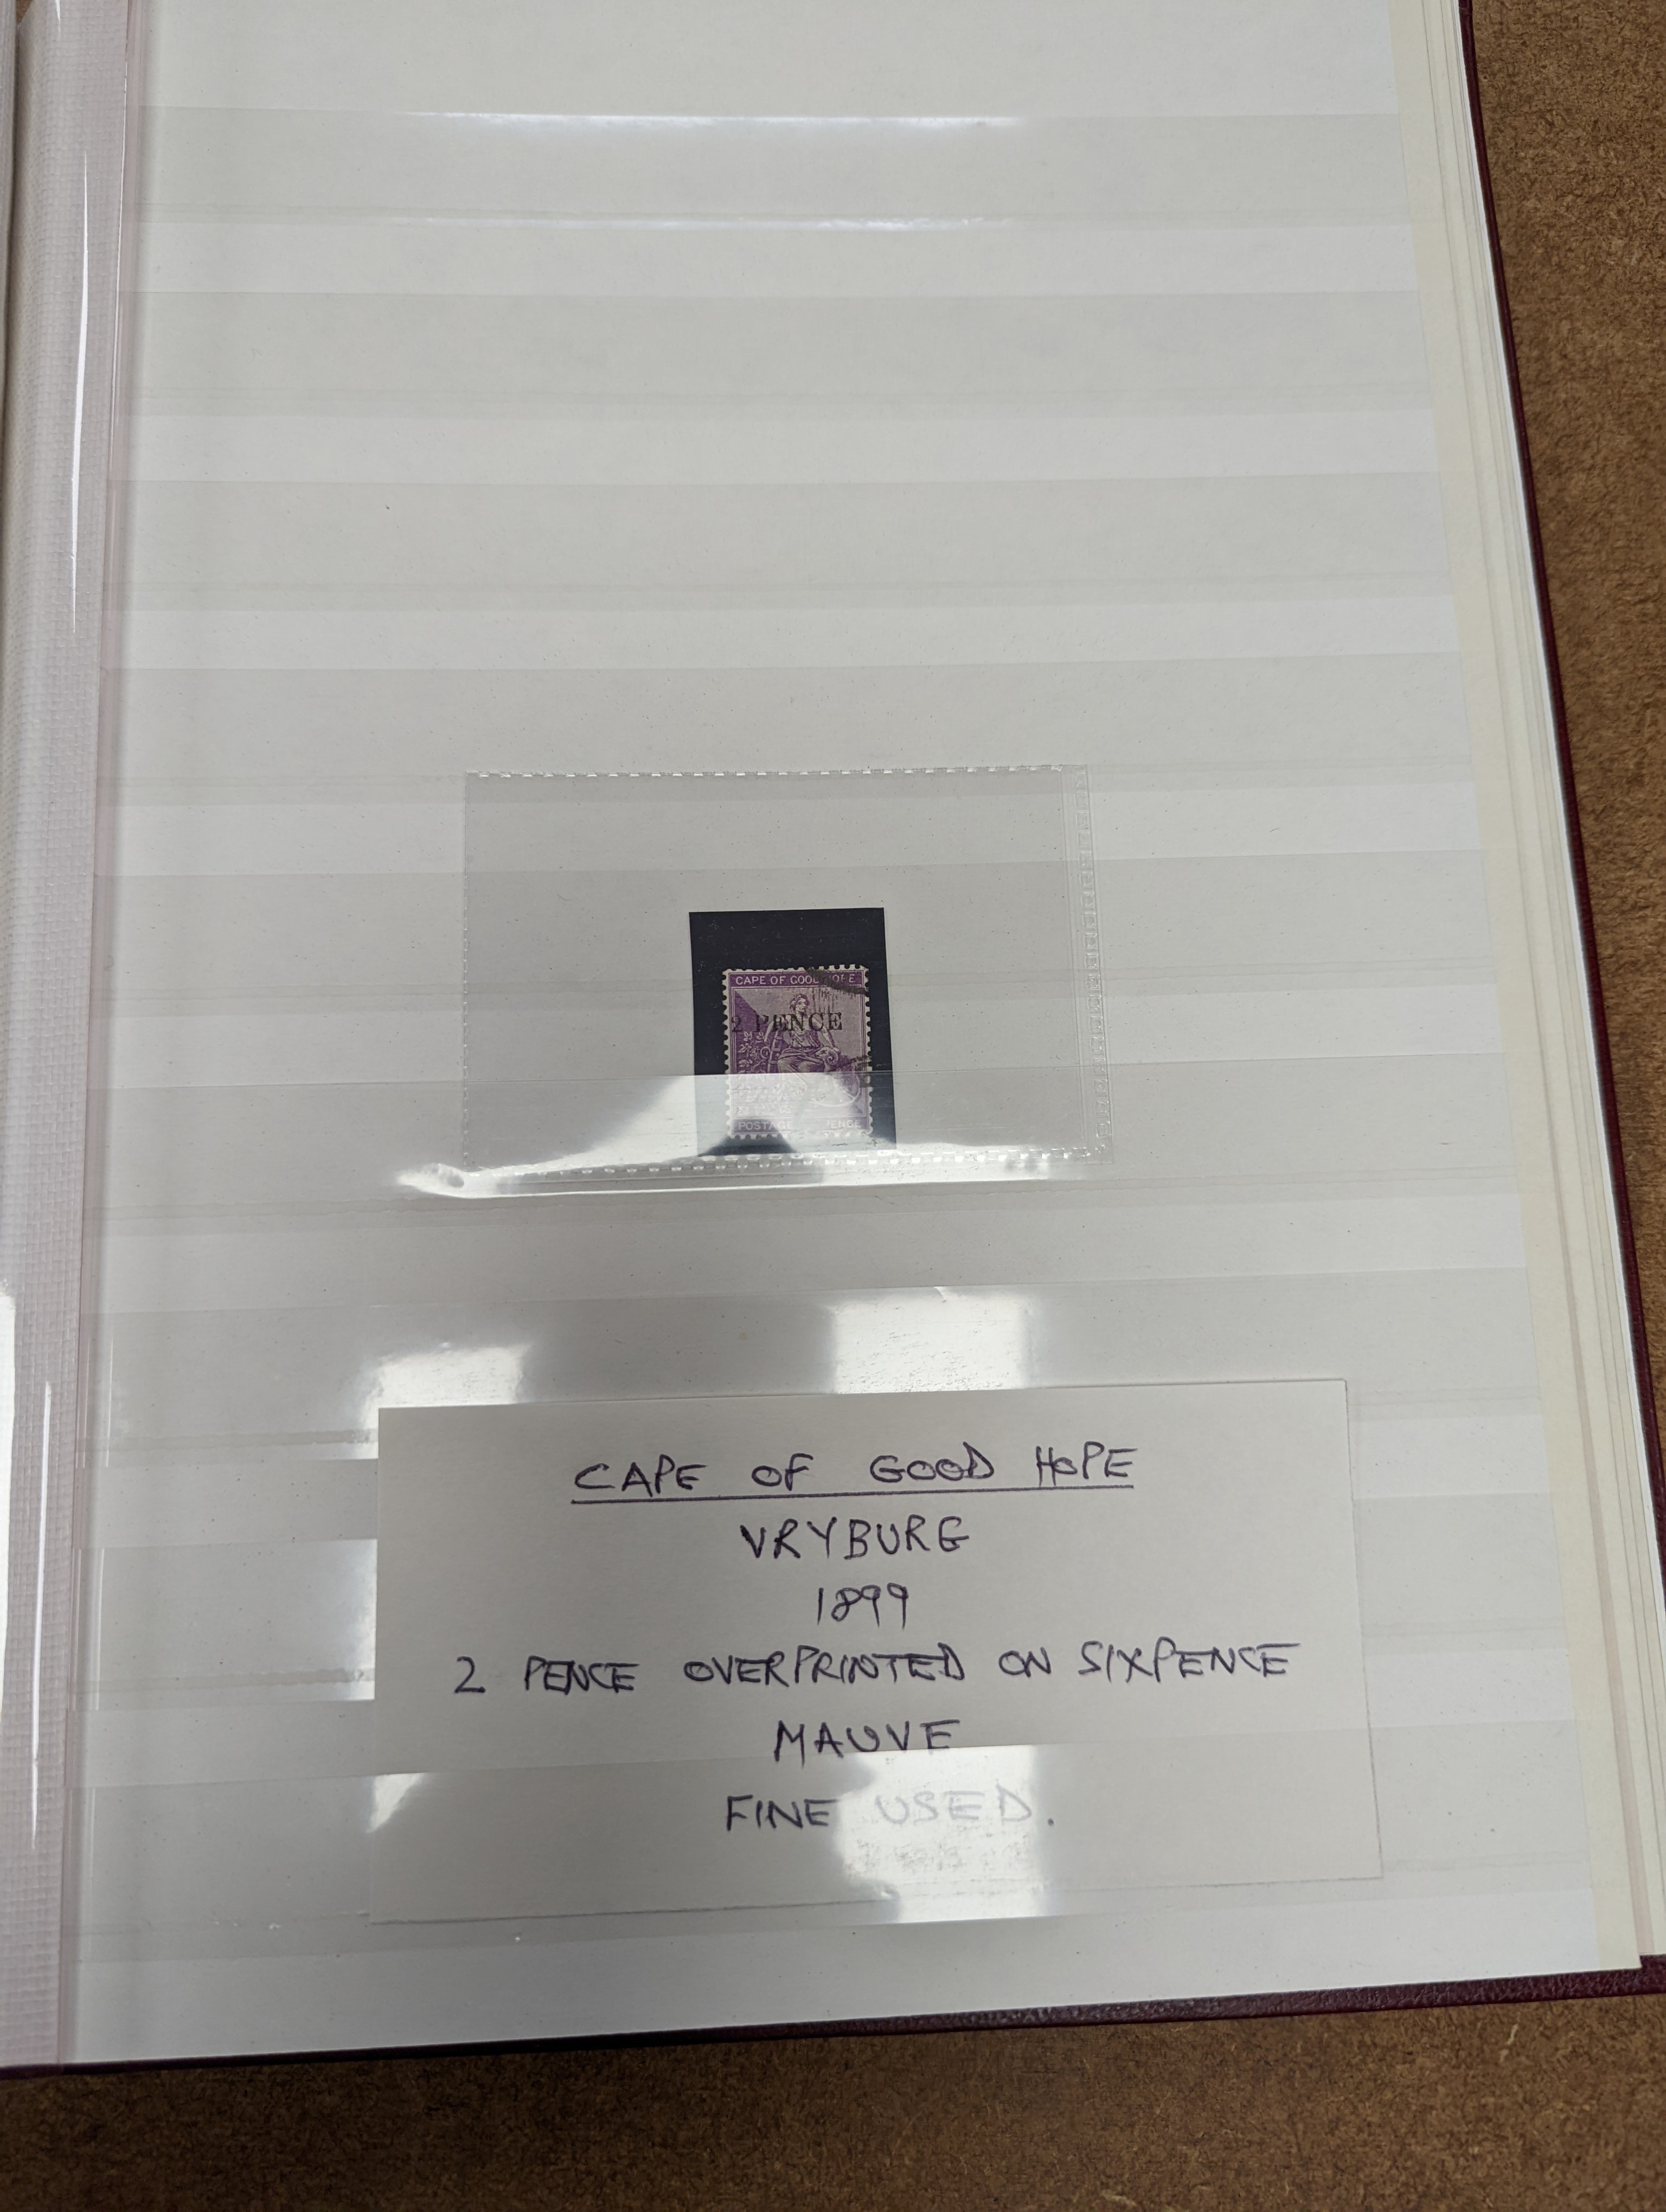 CAPE OF GOOD HOPE
2 PENCE
POSTAGE
CAPE OF GOOD HOPE
VRYBURG
1899
2 PENCE OVERPRINTED ON SIXPENCE
MAUVE
FINE USED.